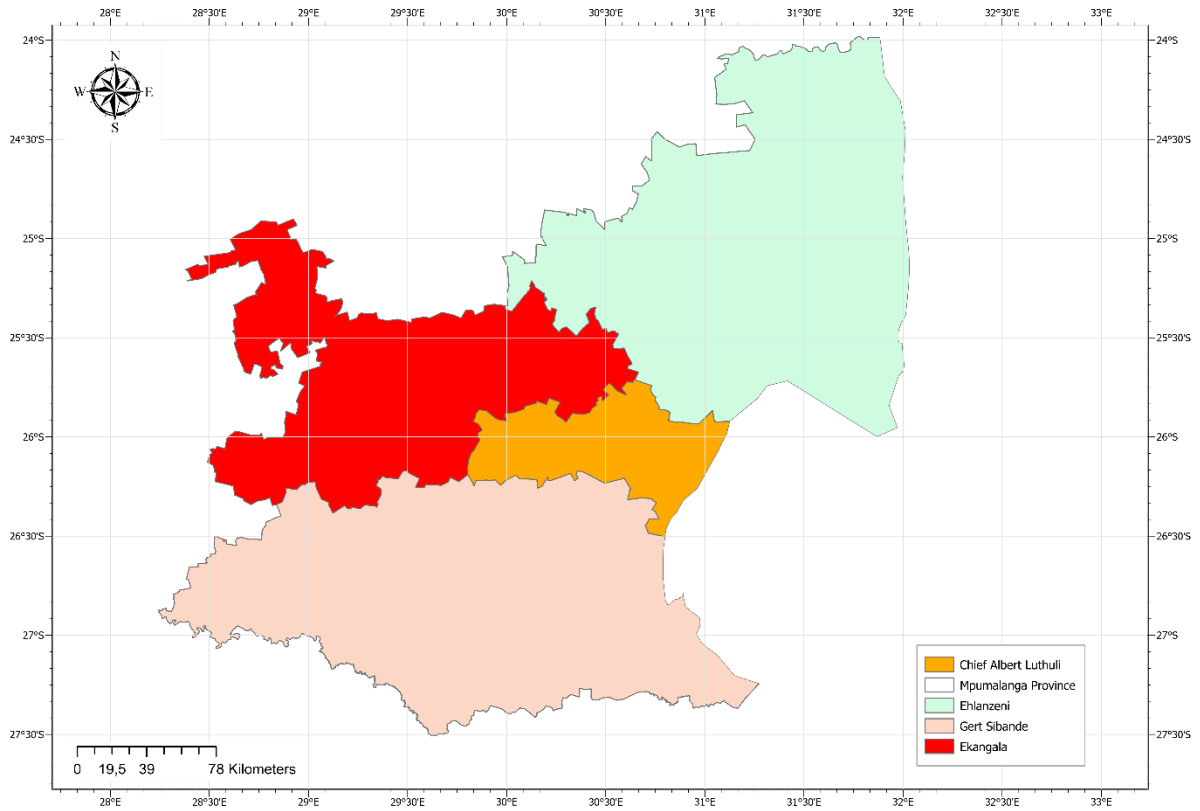 28°E 28°30'E 29°E 29°30'E 30°E 30°30'E 31°E 31°30'E 32°E 32°30'E 33°E
24°S 24°S
N
W E
S
24°30'S 24°30'S
25°S 25°S
25°30'S 25°30'S
26°S 26°S
26°30'S 26°30'S
27°S 27°S
Chief Albert Luthuli
Mpumalanga Province
Ehlanzeni
Gert Sibande
Ekangala
27°30'S 27°30'S
0 19,5 39 78 Kilometers
28°E 28°30'E 29°E 29°30'E 30°E 30°30'E 31°E 31°30'E 32°E 32°30'E 33°E